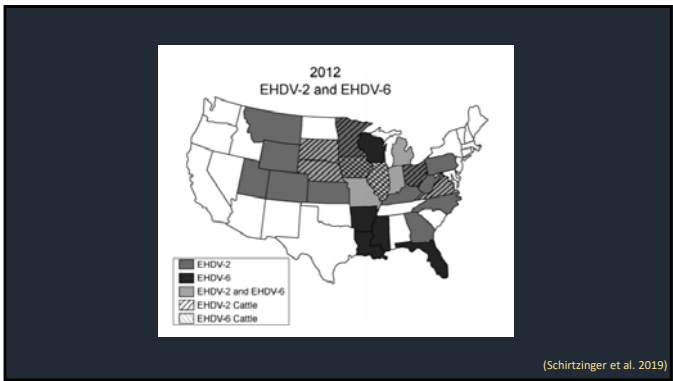 2012
EHDV-2 and EHDV-6
EHDV-2
EHDV-6
EHDV-2 and EHDV-6
EHDV-2 Cattle
EHDV-6 Cattle
(Schirtzinger et al. 2019)